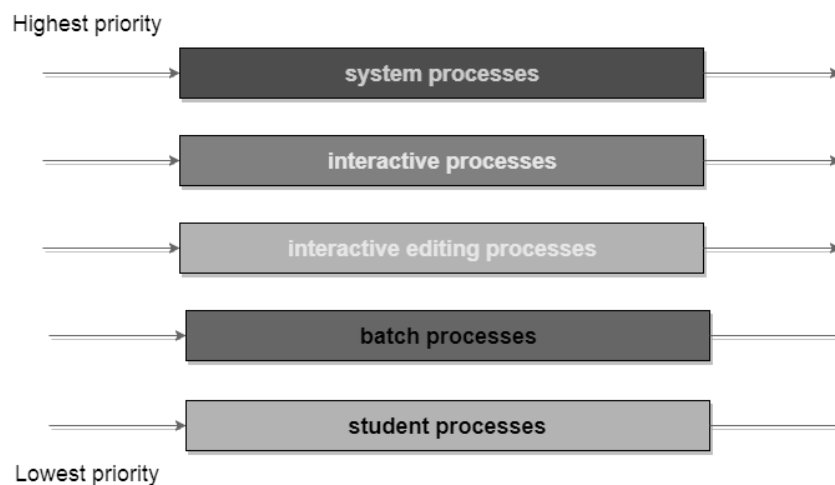 Highest priority
system processes
interactive processes
interactive editing processes
batch processes
student processes
Lowest priority